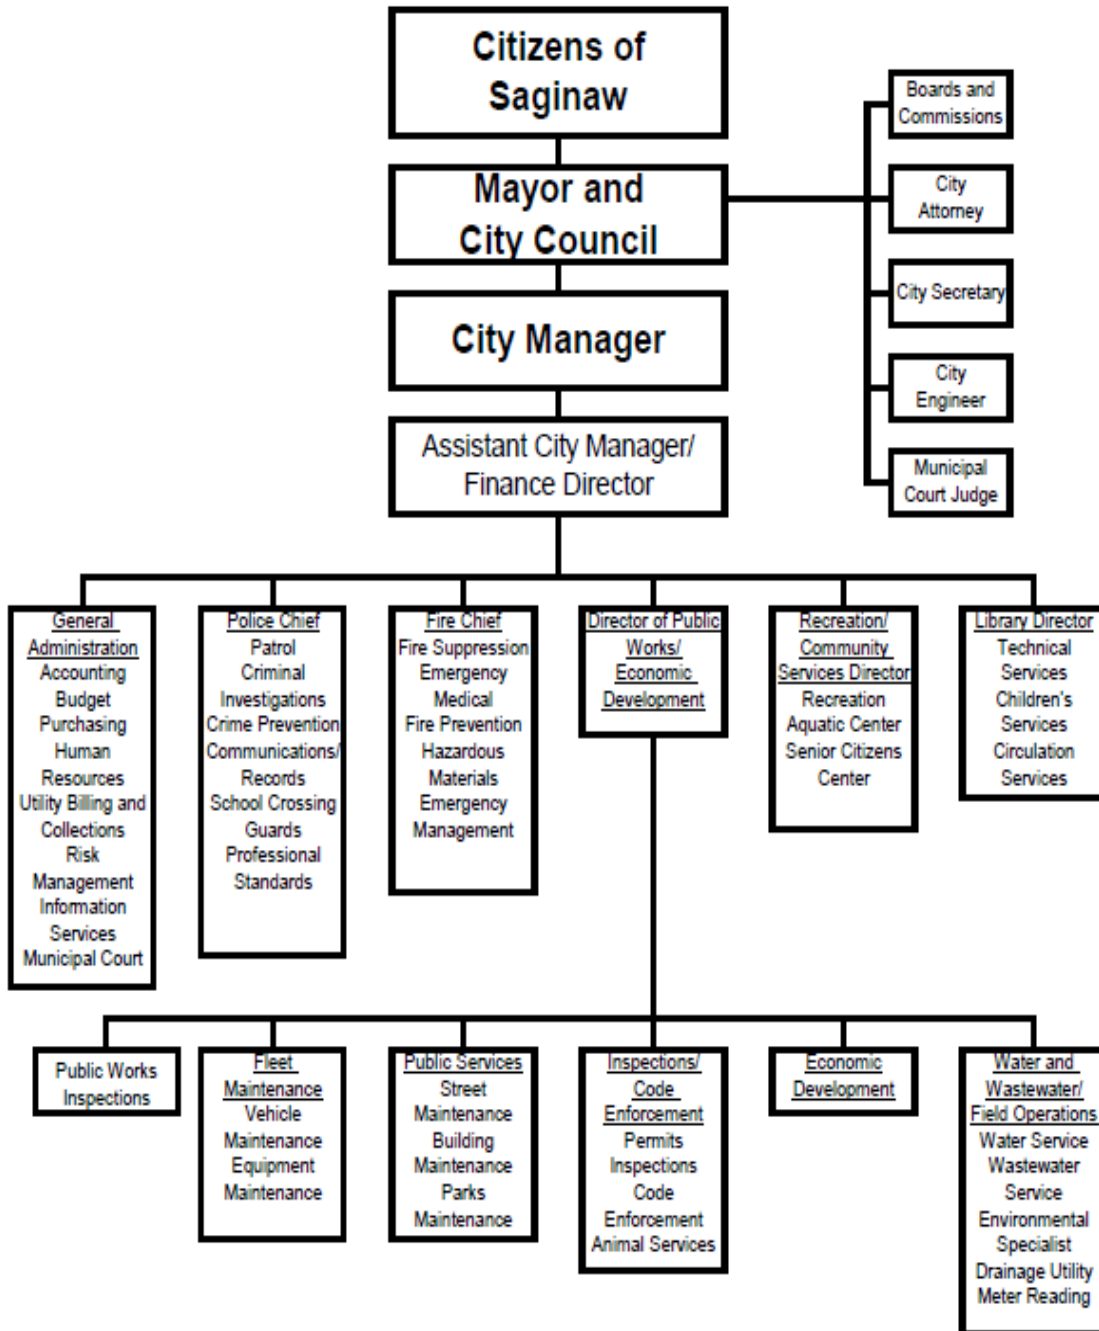 Citizens of
Saginaw
Mayor and
City Council
City Manager
Assistant City Manager/
Finance Director
Boards and
Commissions
City
Attorney
City Secretary
City
Engineer
Municipal
Court Judge
General
Administration
Accounting
Budget
Purchasing
Human
Resources
Utility Billing and
Collections
Risk
Management
Information
Services
Municipal Court
Police Chief
Patrol
Criminal
Investigations
Crime Prevention
Communications/
Records
School Crossing
Guards
Professional
Standards
Fire Chief
Fire Suppression
Emergency
Medical
Fire Prevention
Hazardous
Materials
Emergency
Management
Director of Public
Works/
Economic
Development
Recreation/
Community
Services Director
Recreation
Aquatic Center
Senior Citizens
Center
Library Director
Technical
Services
Children's
Services
Circulation
Services
Public Works
Inspections
Fleet
Maintenance
Vehicle
Maintenance
Equipment
Maintenance
Public Services
Street
Maintenance
Building
Maintenance
Parks
Maintenance
Inspections/
Code
Enforcement
Permits
Inspections
Code
Enforcement
Animal Services
Economic
Development
Water and
Wastewater/
Field Operations
Water Service
Wastewater
Service
Environmental
Specialist
Drainage Utility
Meter Reading